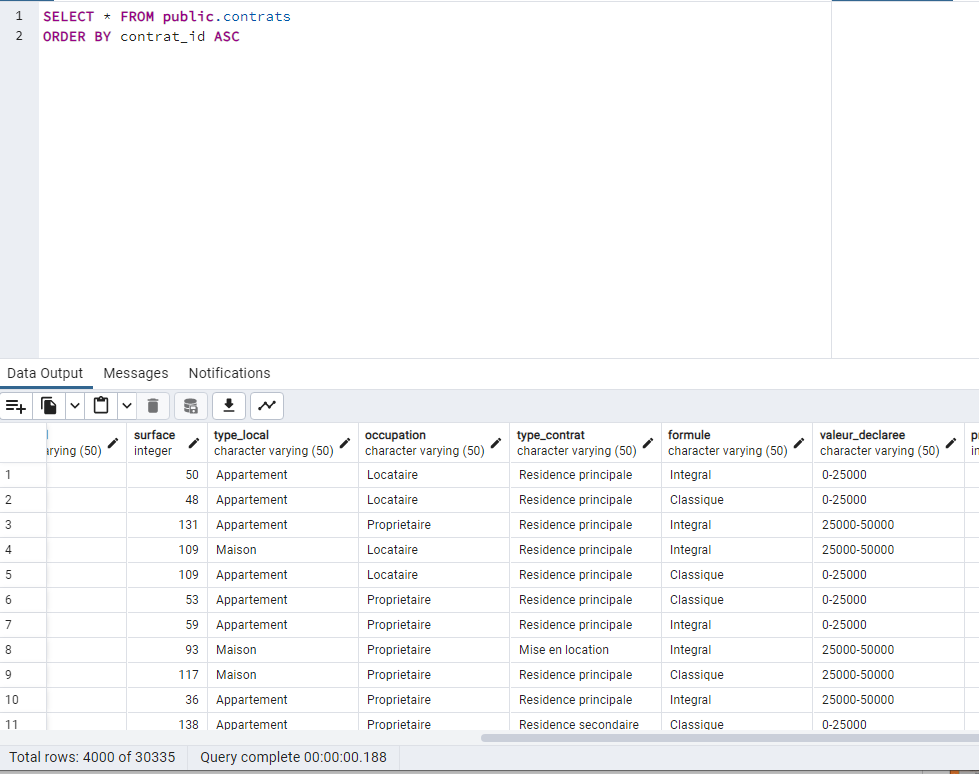 1 SELECT * FROM public.contrats
2 ORDER BY contrat_id ASC
Data Output Messages Notifications
surface type_local occupation type_contrat formule valeur_declaree
varying (50) integer character varying (50) character varying (50) character varying (50) character varying (50) character varying (50)
1 50 Appartement Locataire Residence principale Integral 0-25000
2 48 Appartement Locataire Residence principale Classique 0-25000
3 131 Appartement Proprietaire Residence principale Integral 25000-50000
4 109 Maison Locataire Residence principale Integral 25000-50000
5 109 Appartement Locataire Residence principale Classique 0-25000
6 53 Appartement Proprietaire Residence principale Classique 0-25000
7 59 Appartement Proprietaire Residence principale Integral 0-25000
8 93 Maison Proprietaire Mise en location Integral 25000-50000
9 117 Maison Proprietaire Residence principale Classique 25000-50000
10 36 Appartement Proprietaire Residence principale Integral 25000-50000
11 138 Appartement Proprietaire Residence secondaire Classique 0-25000
Total rows: 4000 of 30335 Query complete 00:00:00.188